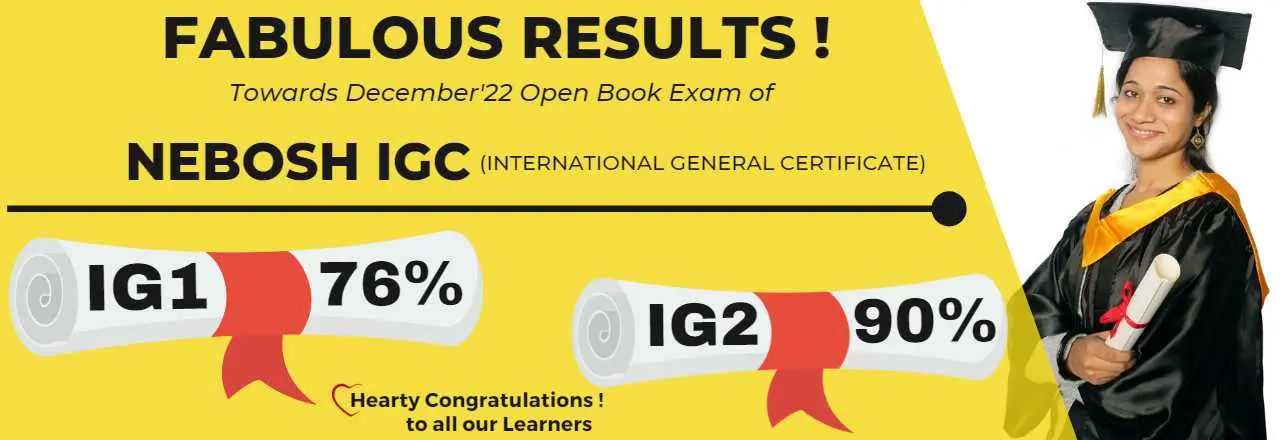 FABULOUS RESULTS !
Towards December'22 Open Book Exam of
NEBOSH IGC (INTERNATIONAL GENERAL CERTIFICATE)
IG1 76%
IG2 90%
Hearty Congratulations !
to all our Learners